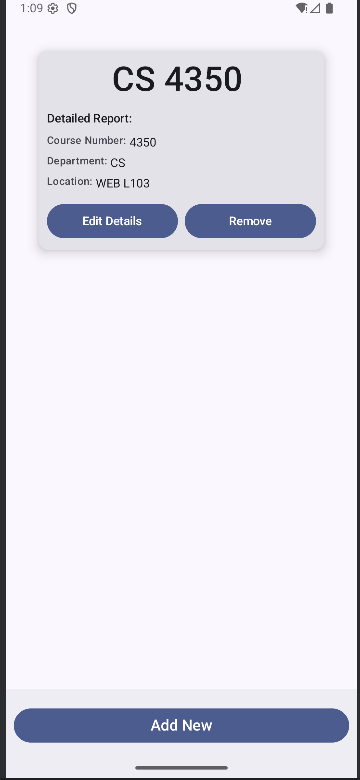 1:09
CS 4350
Detailed Report:
Course Number: 4350
Department: CS
Location: WEB L103
Edit Details
Remove
Add New